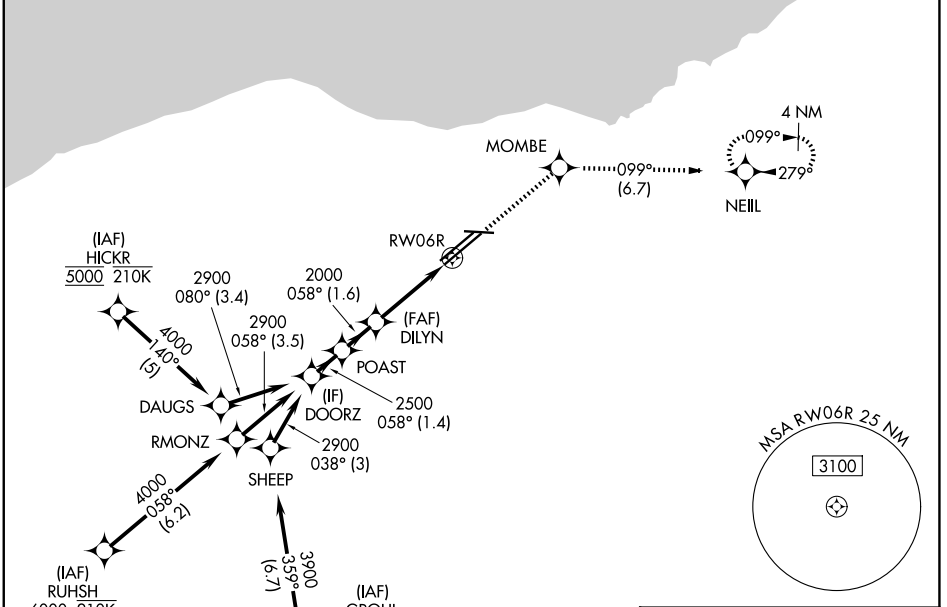 4 NM
099°
279°
NEIIL
MOMBE
099°
(6.7)
RW06R
(IAF)
HICKR
5000 210K
2900
080° (3.4)
2000
058° (1.6)
2900
058° (3.5)
(FAF)
DILYN
4000
140°
(5)
POAST
DAUGS
(IF)
DOORZ
2500
058° (1.4)
RMONZ
2900
038° (3)
SHEEP
MSA RW06R 25 NM
3100
4000
058°
(6.2)
3900
359°
(6.7)
(IAF)
RUHSH
210K
(IAF)